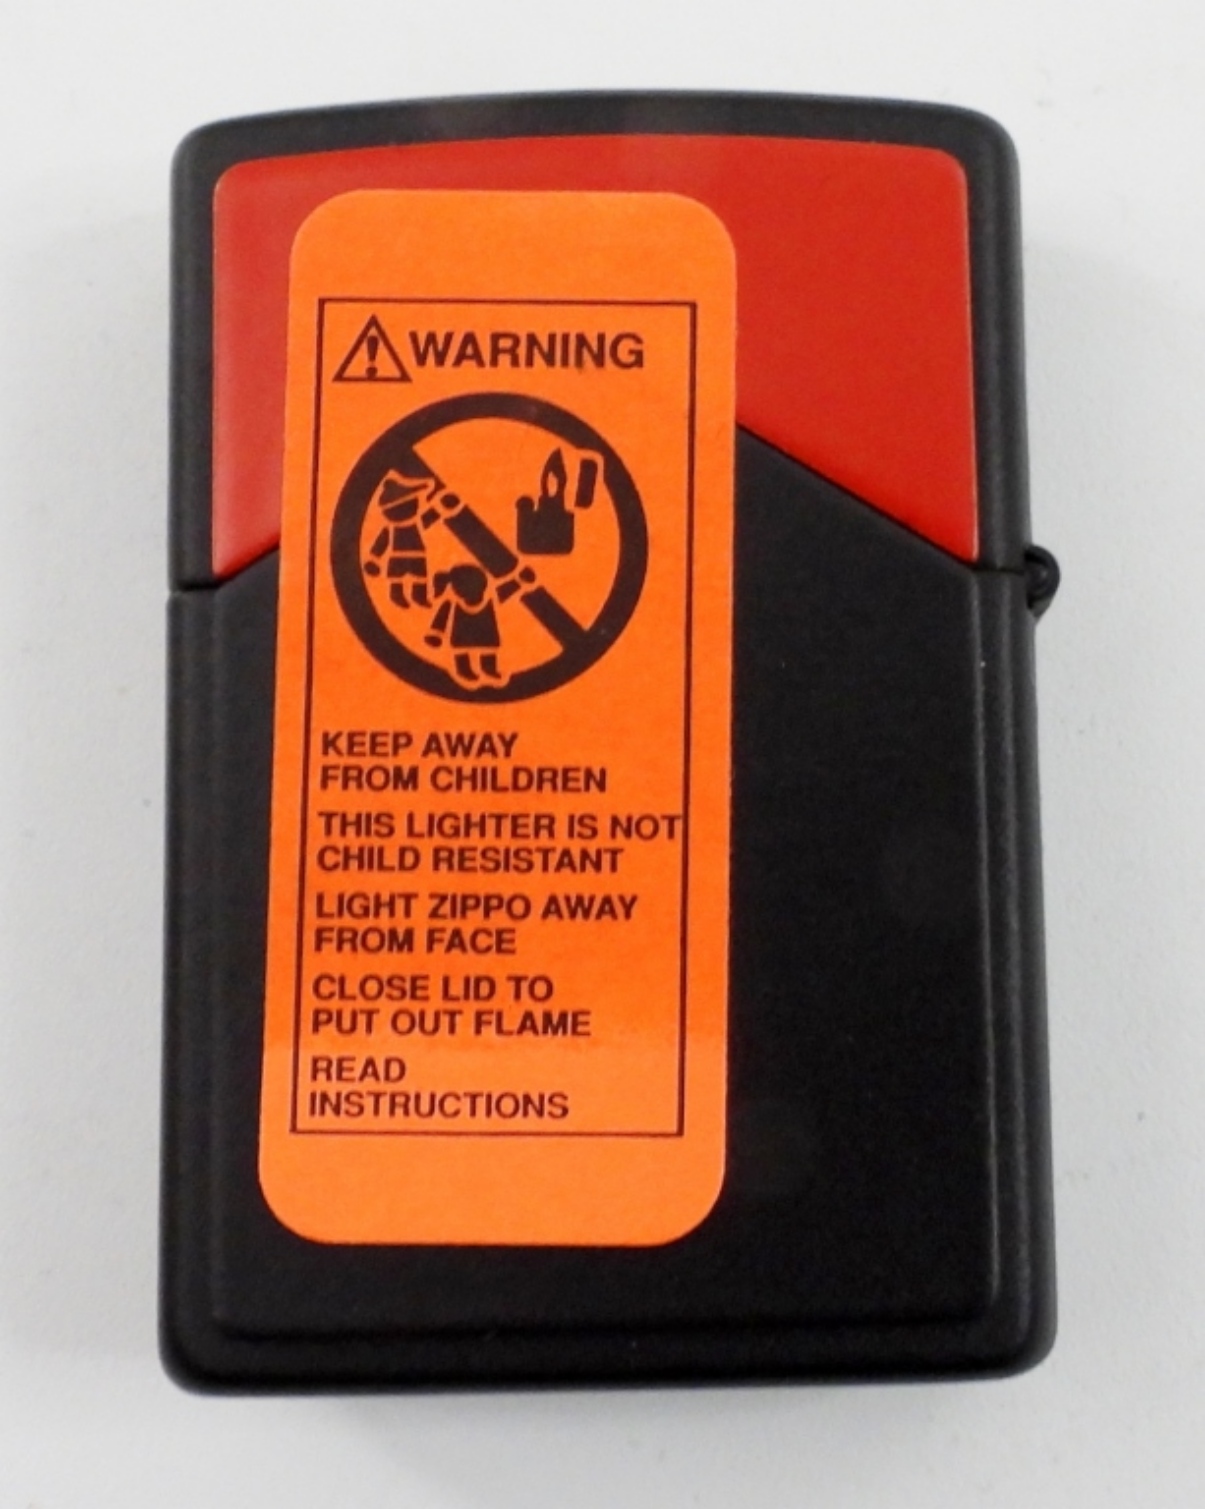 WARNING
KEEP AWAY
FROM CHILDREN
THIS LIGHTER IS NOT
CHILD RESISTANT
LIGHT ZIPPO AWAY
FROM FACE
CLOSE LID TO
PUT OUT FLAME
READ
INSTRUCTIONS